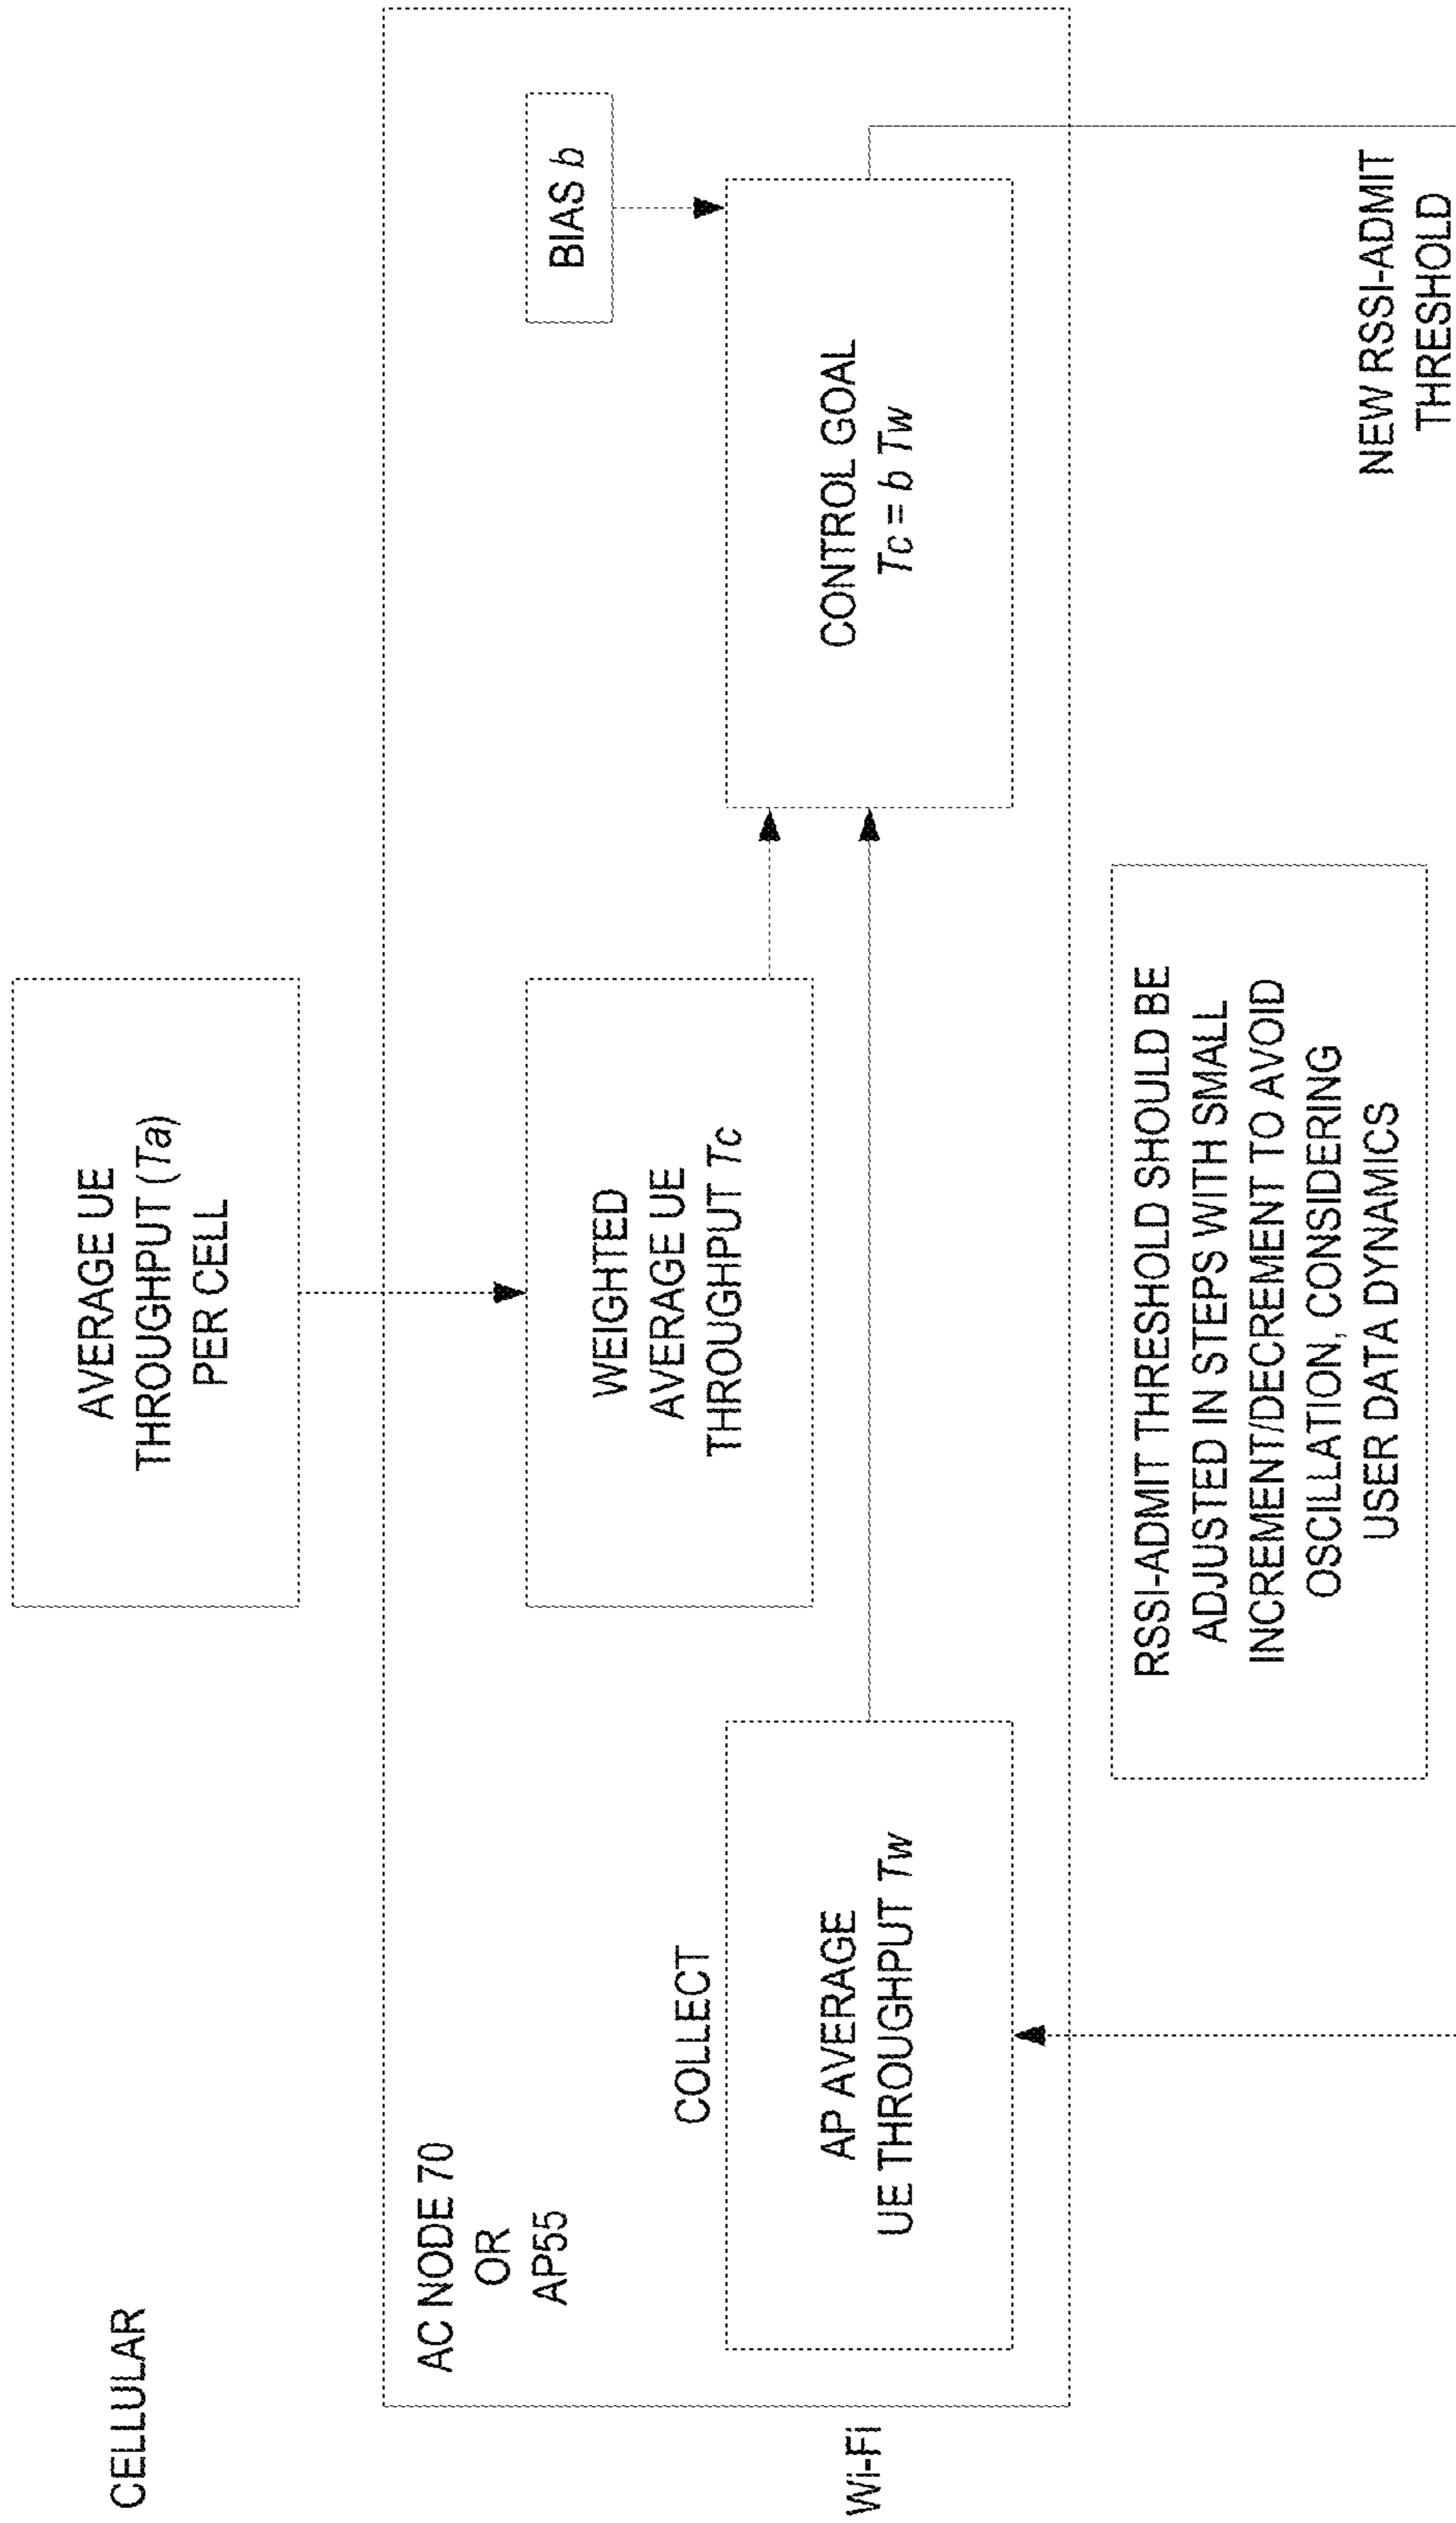 CELLULAR
AVERAGE UE
THROUGHPUT (Ta)
PER CELL
AC NODE 70
OR
AP55
WEIGHTED
AVERAGE UE
THROUGHPUT Tc
BIAS b
COLLECT
Wi-Fi
AP AVERAGE
UE THROUGHPUT Tw
CONTROL GOAL
Tc = b Tw
RSSI-ADMIT THRESHOLD SHOULD BE
ADJUSTED IN STEPS WITH SMALL
INCREMENT/DECREMENT TO AVOID
OSCILLATION, CONSIDERING
USER DATA DYNAMICS
NEW RSSI-ADMIT
THRESHOLD